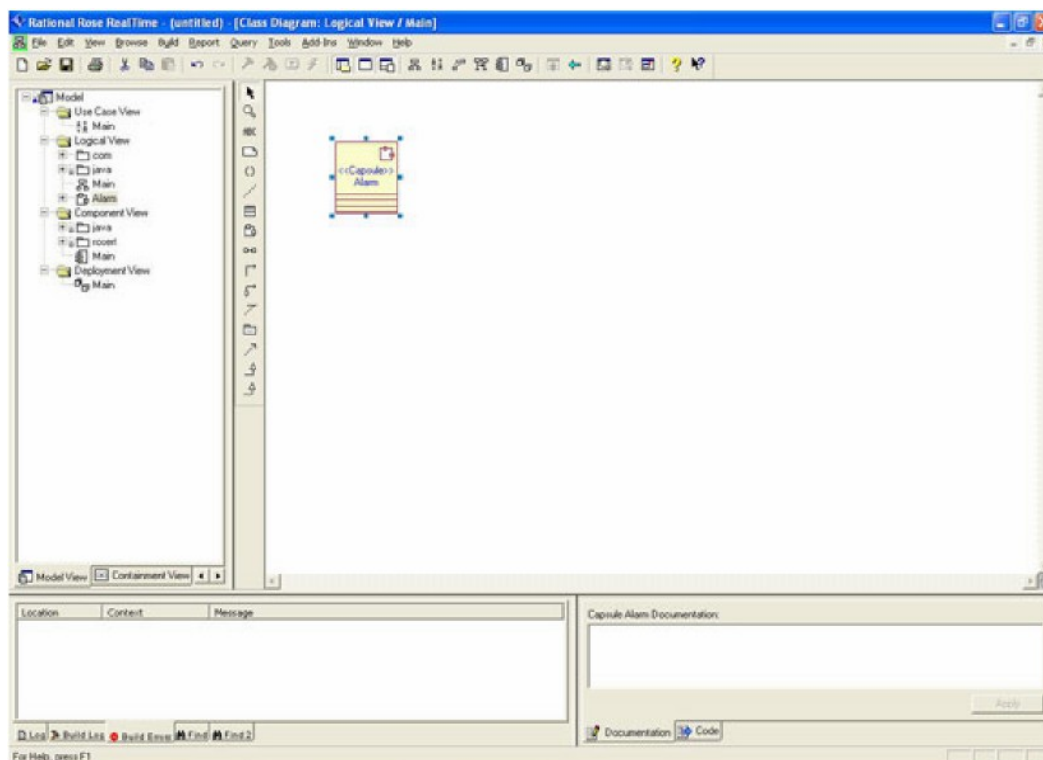 Rational Rose RealTime - (untitled) - [Class Diagram: Logical View / Main]
File Edit View Browse Build Report Query Tools Add-Ins Window Help
Model
Use Case View
Main
Logical View
com
java
Main
Alarm
Component View
java
rosert
Main
Deployment View
Main
ABC
<<Capsule>>
Alarm
Model View Containment View
Location Context Message
Log Build Log Build Errors Find Find 2
Capsule Alarm Documentation:
Apply
Documentation Code
For Help, press F1